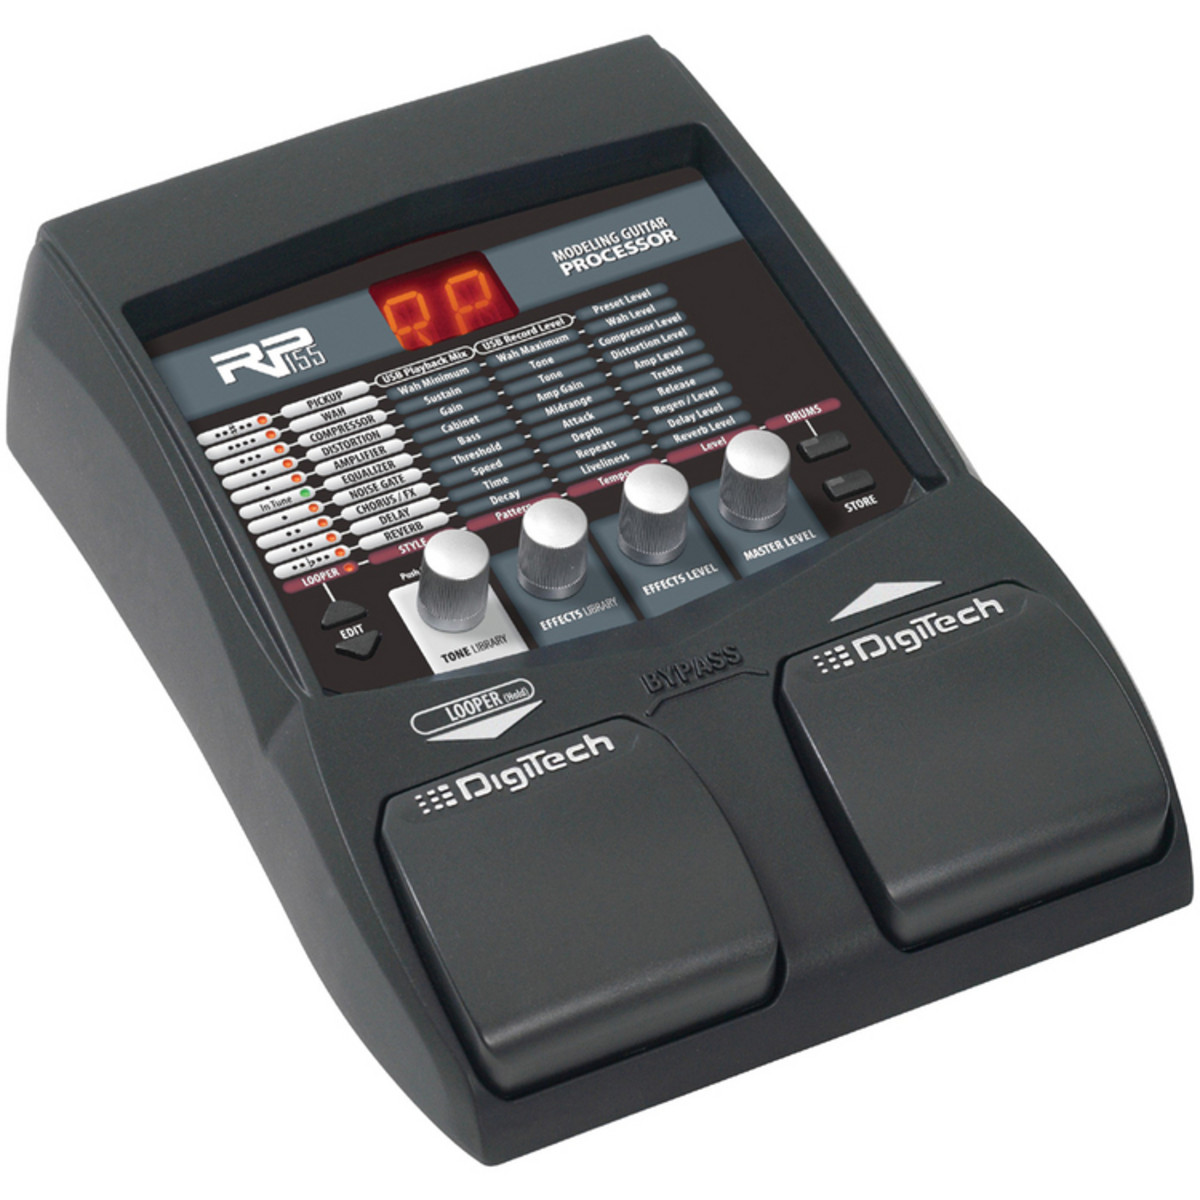 MODELING GUITAR
PROCESSOR
RP
RP155
USB Playback Mix
USB Record Level
Preset Level
PICKUP
Wah Minimum
Wah Maximum
Wah Level
WAH
Sustain
Tone
Compressor Level
COMPRESSOR
Gain
Tone
Distortion Level
DISTORTION
Cabinet
Amp Gain
Amp Level
AMPLIFIER
Bass
Midrange
Treble
EQUALIZER
Threshold
Attack
Release
In Tune
NOISE GATE
Speed
Depth
Regen / Level
CHORUS / FX
Time
Repeats
Delay Level
DELAY
Decay
Liveliness
Reverb Level
REVERB
STYLE
Pattern
Tempo
Level
DRUMS
LOOPER
Push
STORE
EDIT
TONE LIBRARY
EFFECTS LIBRARY
EFFECTS LEVEL
MASTER LEVEL
LOOPER (Hold)
BYPASS
DigiTech
DigiTech